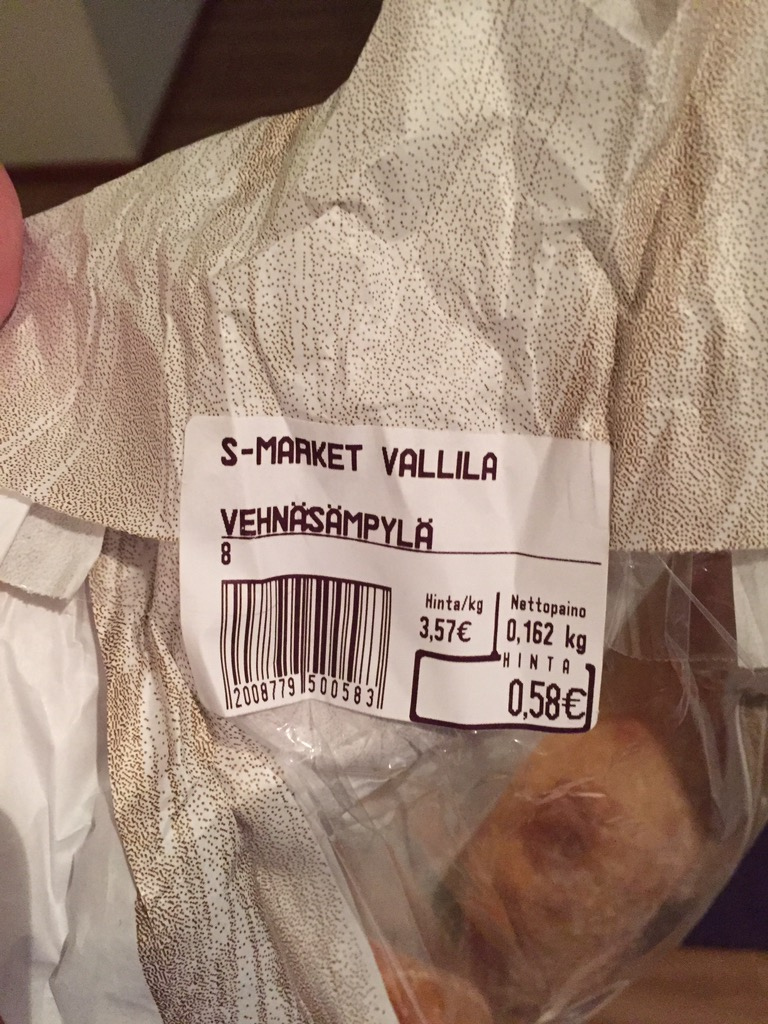 S-MARKET VALLILA
VEHNÄSÄMPYLÄ
8
Hinta/kg
3,57€
Nettopaino
0,162 kg
HINTA
0,58€
2008779 500583